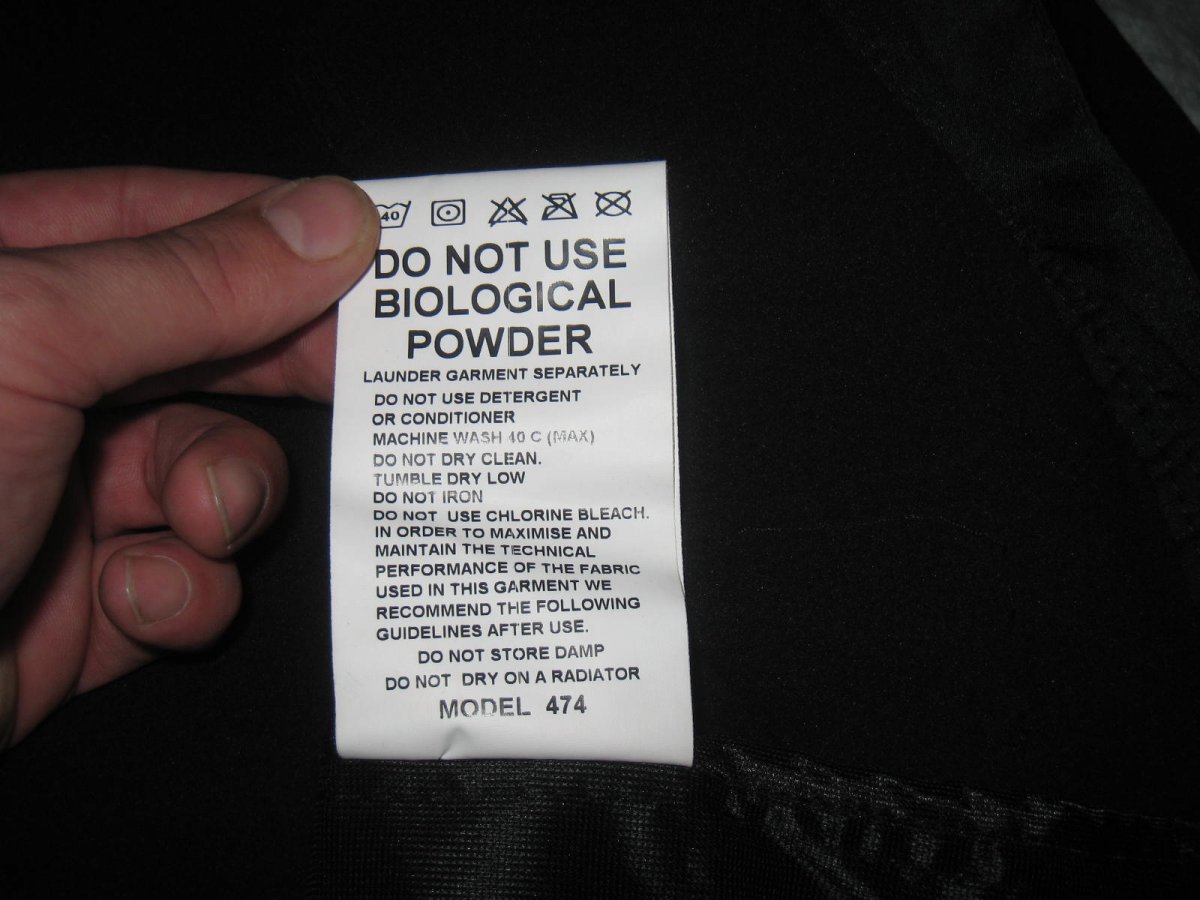 40
DO NOT USE
BIOLOGICAL
POWDER
LAUNDER GARMENT SEPARATELY
DO NOT USE DETERGENT
OR CONDITIONER
MACHINE WASH 40 C (MAX)
DO NOT DRY CLEAN.
TUMBLE DRY LOW
DO NOT IRON
DO NOT USE CHLORINE BLEACH.
IN ORDER TO MAXIMISE AND
MAINTAIN THE TECHNICAL
PERFORMANCE OF THE FABRIC
USED IN THIS GARMENT WE
RECOMMEND THE FOLLOWING
GUIDELINES AFTER USE.
DO NOT STORE DAMP
DO NOT DRY ON A RADIATOR
MODEL 474